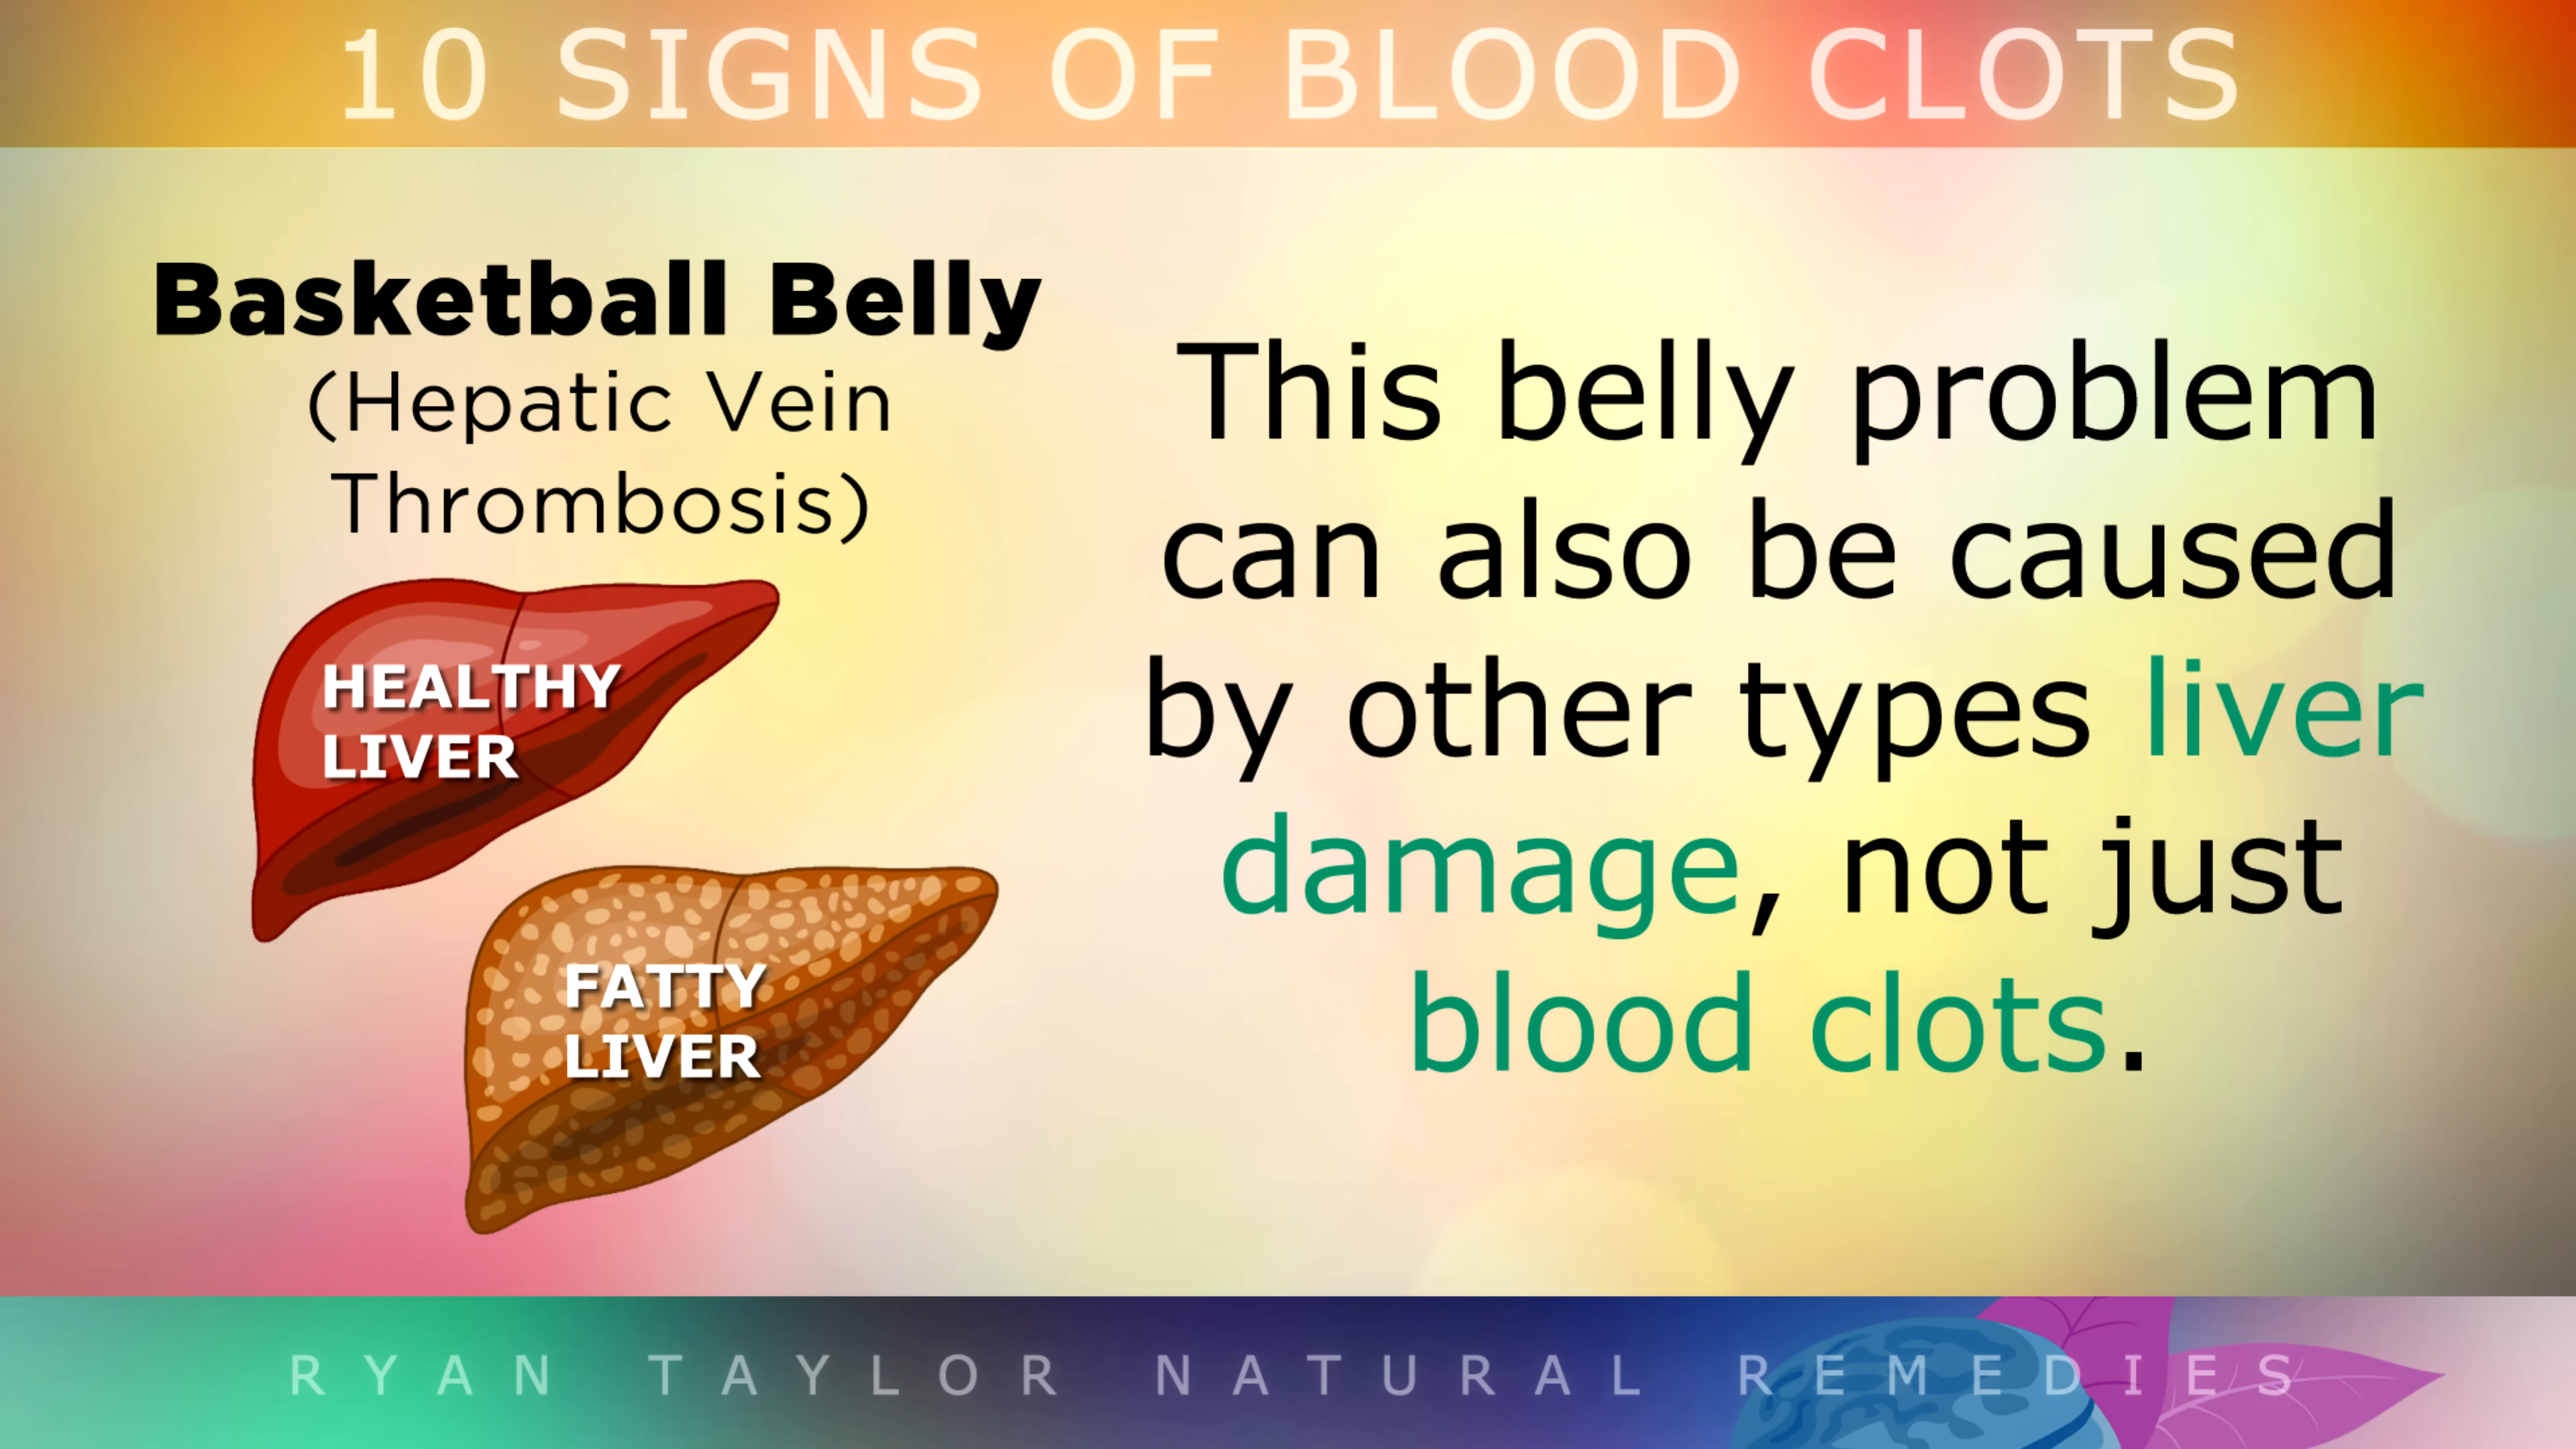 10 SIGNS OF BLOOD CLOTS
Basketball Belly
(Hepatic Vein
Thrombosis)
HEALTHY
LIVER
FATTY
LIVER
This belly problem
can also be caused
by other types liver
damage, not just
blood clots.
RYAN TAYLOR NATURAL REMEDIES